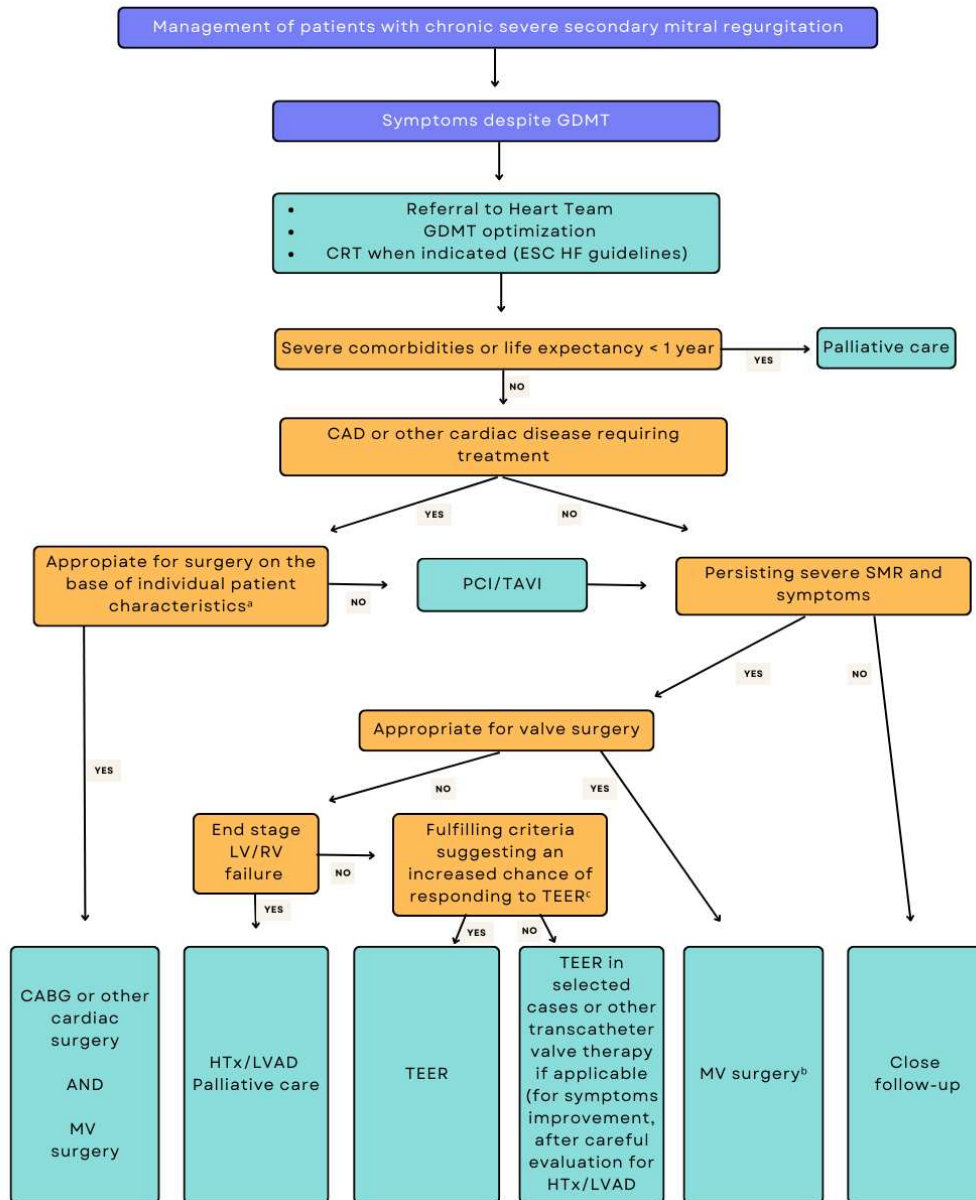 Management of patients with chronic severe secondary mitral regurgitation
Symptoms despite GDMT
• Referral to Heart Team
• GDMT optimization
• CRT when indicated (ESC HF guidelines)
Severe comorbidities or life expectancy < 1 year
YES
Palliative care
NO
CAD or other cardiac disease requiring
treatment
YES
NO
Appropiate for surgery on the
base of individual patient
characteristicsᵃ
NO
PCI/TAVI
Persisting severe SMR and
symptoms
YES
NO
Appropriate for valve surgery
YES
NO
YES
End stage
LV/RV
failure
NO
Fulfilling criteria
suggesting an
increased chance of
responding to TEERᶜ
YES
YES
NO
CABG or other
cardiac
surgery
AND
MV
surgery
HTx/LVAD
Palliative care
TEER
TEER in
selected
cases or other
transcatheter
valve therapy
if applicable
(for symptoms
improvement,
after careful
evaluation for
HTx/LVAD
MV surgeryᵇ
Close
follow-up